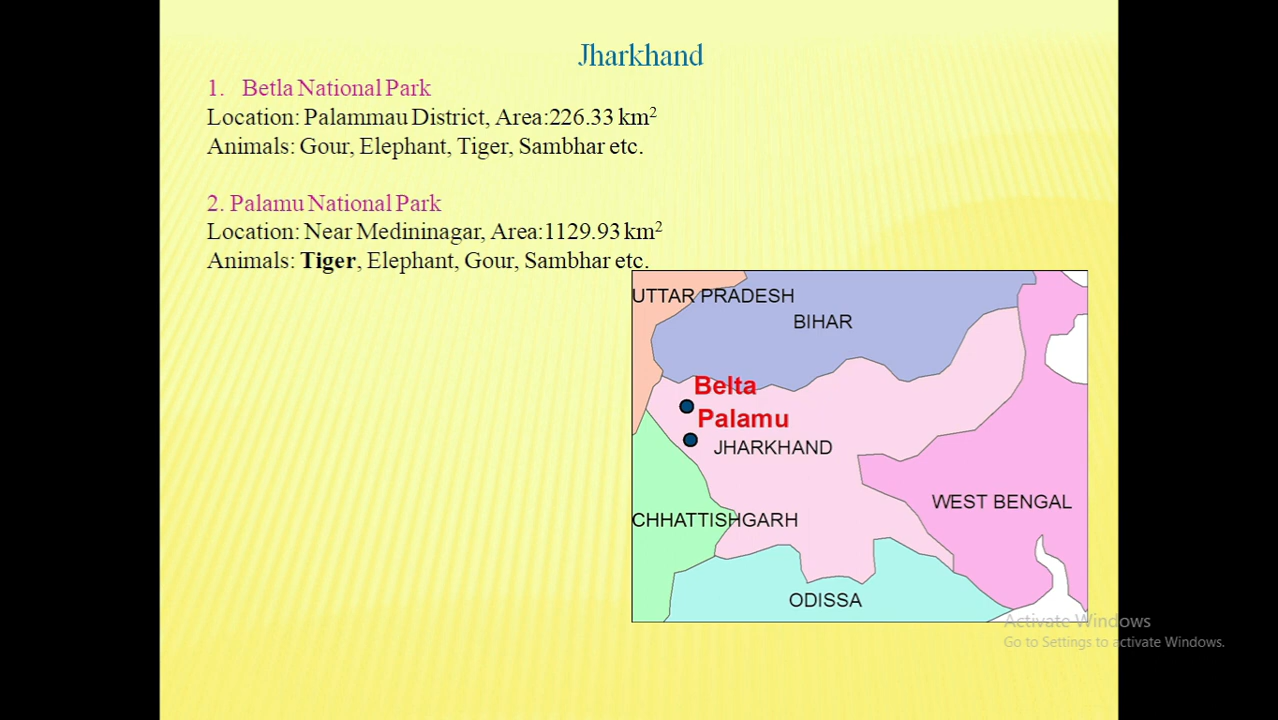 Jharkhand
1. Betla National Park
Location: Palammau District, Area:226.33 km²
Animals: Gour, Elephant, Tiger, Sambhar etc.
2. Palamu National Park
Location: Near Medininagar, Area:1129.93 km²
Animals: Tiger, Elephant, Gour, Sambhar etc.
UTTAR PRADESH
BIHAR
Belta
Palamu
JHARKHAND
WEST BENGAL
CHHATTISHGARH
ODISSA
Activate Windows
Go to Settings to activate Windows.